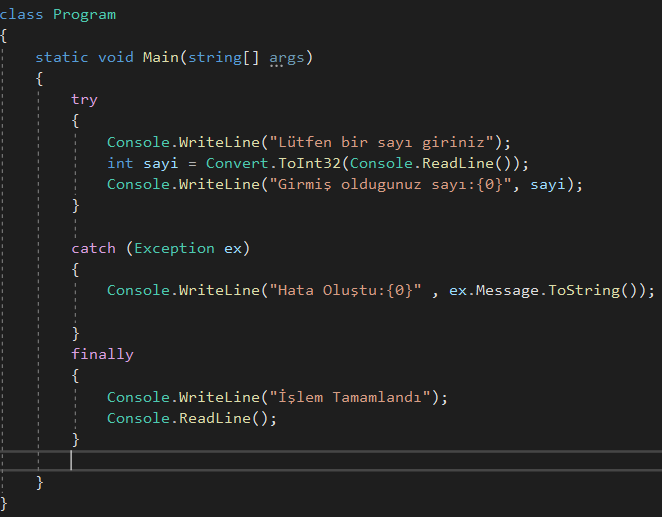 class Program
{
static void Main(string[] args)
{
try
{
Console.WriteLine("Lütfen bir sayı giriniz");
int sayi = Convert.ToInt32(Console.ReadLine());
Console.WriteLine("Girmiş oldugunuz sayı:{0}", sayi);
}
catch (Exception ex)
{
Console.WriteLine("Hata Oluştu:{0}" , ex.Message.ToString());
}
finally
{
Console.WriteLine("İşlem Tamamlandı");
Console.ReadLine();
}
}
}